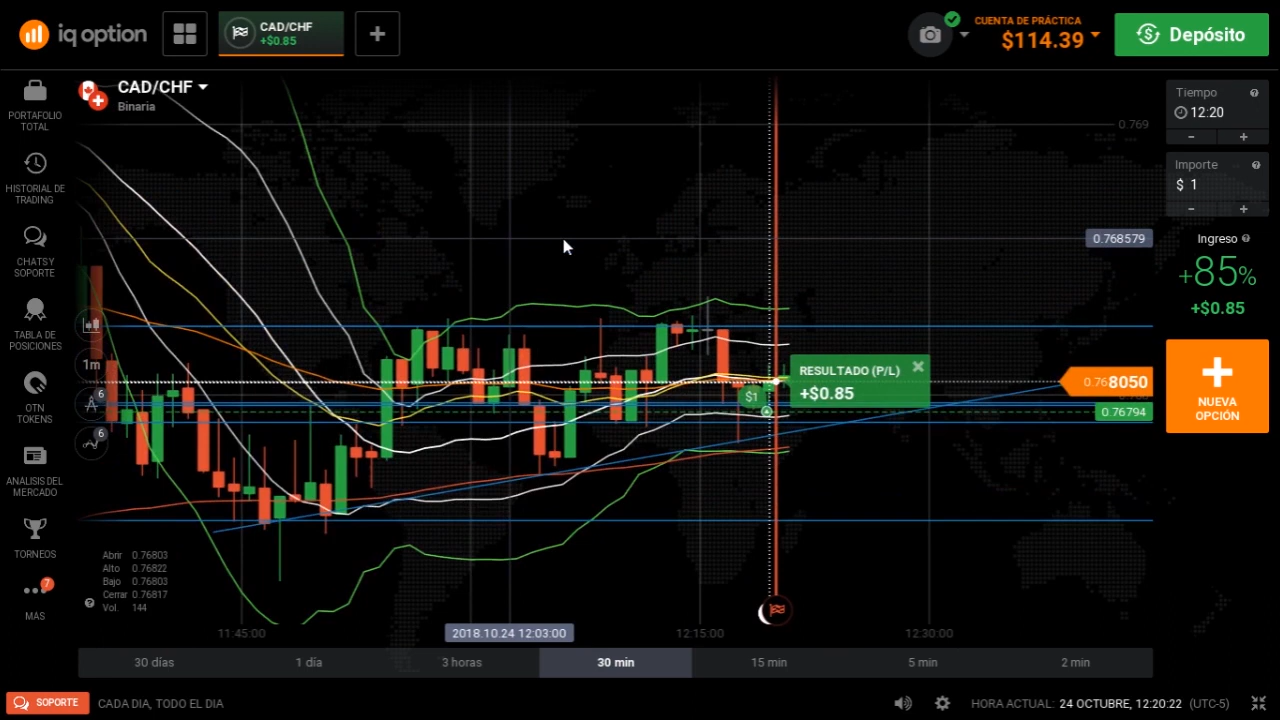 iq option
CAD/CHF
+$0.85
CUENTA DE PRÁCTICA
$114.39
Depósito
PORTAFOLIO
TOTAL
HISTORIAL DE
TRADING
CHATS Y
SOPORTE
TABLA DE
POSICIONES
OTN
TOKENS
ANÁLISIS DEL
MERCADO
TORNEOS
7
MÁS
CAD/CHF
Binaria
1m
6
6
0.769
0.768579
0.768050
0.76794
$1
RESULTADO (P/L)
+$0.85
Tiempo
12:20
- +
Importe
$ 1
- +
Ingreso
+85%
+$0.85
NUEVA
OPCIÓN
Abrir 0.76803
Alto 0.76822
Bajo 0.76803
Cerrar 0.76817
Vol. 144
11:45:00
2018.10.24 12:03:00
12:15:00
12:30:00
30 días
1 día
3 horas
30 min
15 min
5 min
2 min
SOPORTE
CADA DIA, TODO EL DIA
HORA ACTUAL: 24 OCTUBRE, 12:20:22 (UTC-5)